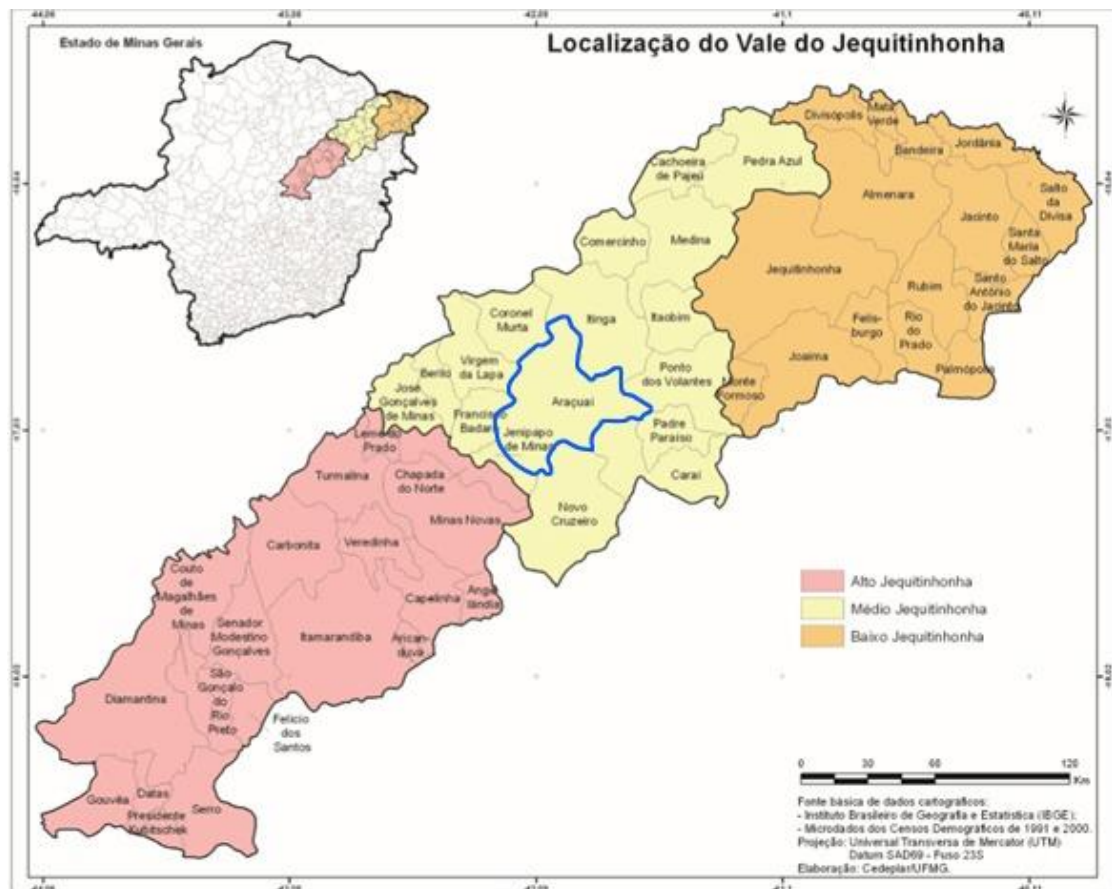 Estado de Minas Gerais
Localização do Vale do Jequitinhonha
Divisópolis
Mata
Verde
Bandeira
Jordânia
Cachoeira
de Pajeú
Pedra Azul
Almenara
Salto
da
Divisa
Jacinto
Comercinho
Medina
Santa
Maria
do Salto
Jequitinhonha
Rubim
Santo
Antônio
do Jacinto
Coronel
Murta
Itinga
Itaobim
Felis-
burgo
Rio
do
Prado
Joaíma
Palmópolis
Virgem
da Lapa
Berilo
José
Gonçalves
de Minas
Ponto
dos Volantes
Monte
Formoso
Araçuaí
Francisco
Badaró
Jenipapo
de Minas
Padre
Paraíso
Leme do
Prado
Turmalina
Chapada
do Norte
Caraí
Novo
Cruzeiro
Minas Novas
Carbonita
Veredinha
Couto
de
Magalhães
de
Minas
Capelinha
Ange-
lândia
Senador
Modestino
Gonçalves
Itamarandiba
Arican-
duva
Diamantina
São
Gonçalo
do
Rio
Preto
Felício
dos
Santos
Gouvêa
Datas
Presidente
Kubitschek
Serro
Alto Jequitinhonha
Médio Jequitinhonha
Baixo Jequitinhonha
0 30 60 120
Km
Fonte básica de dados cartográficos:
- Instituto Brasileiro de Geografia e Estatística (IBGE);
- Microdados dos Censos Demográficos de 1991 e 2000.
Projeção: Universal Transversa de Mercator (UTM)
Datum SAD69 - Fuso 23S
Elaboração: Cedeplar/UFMG.